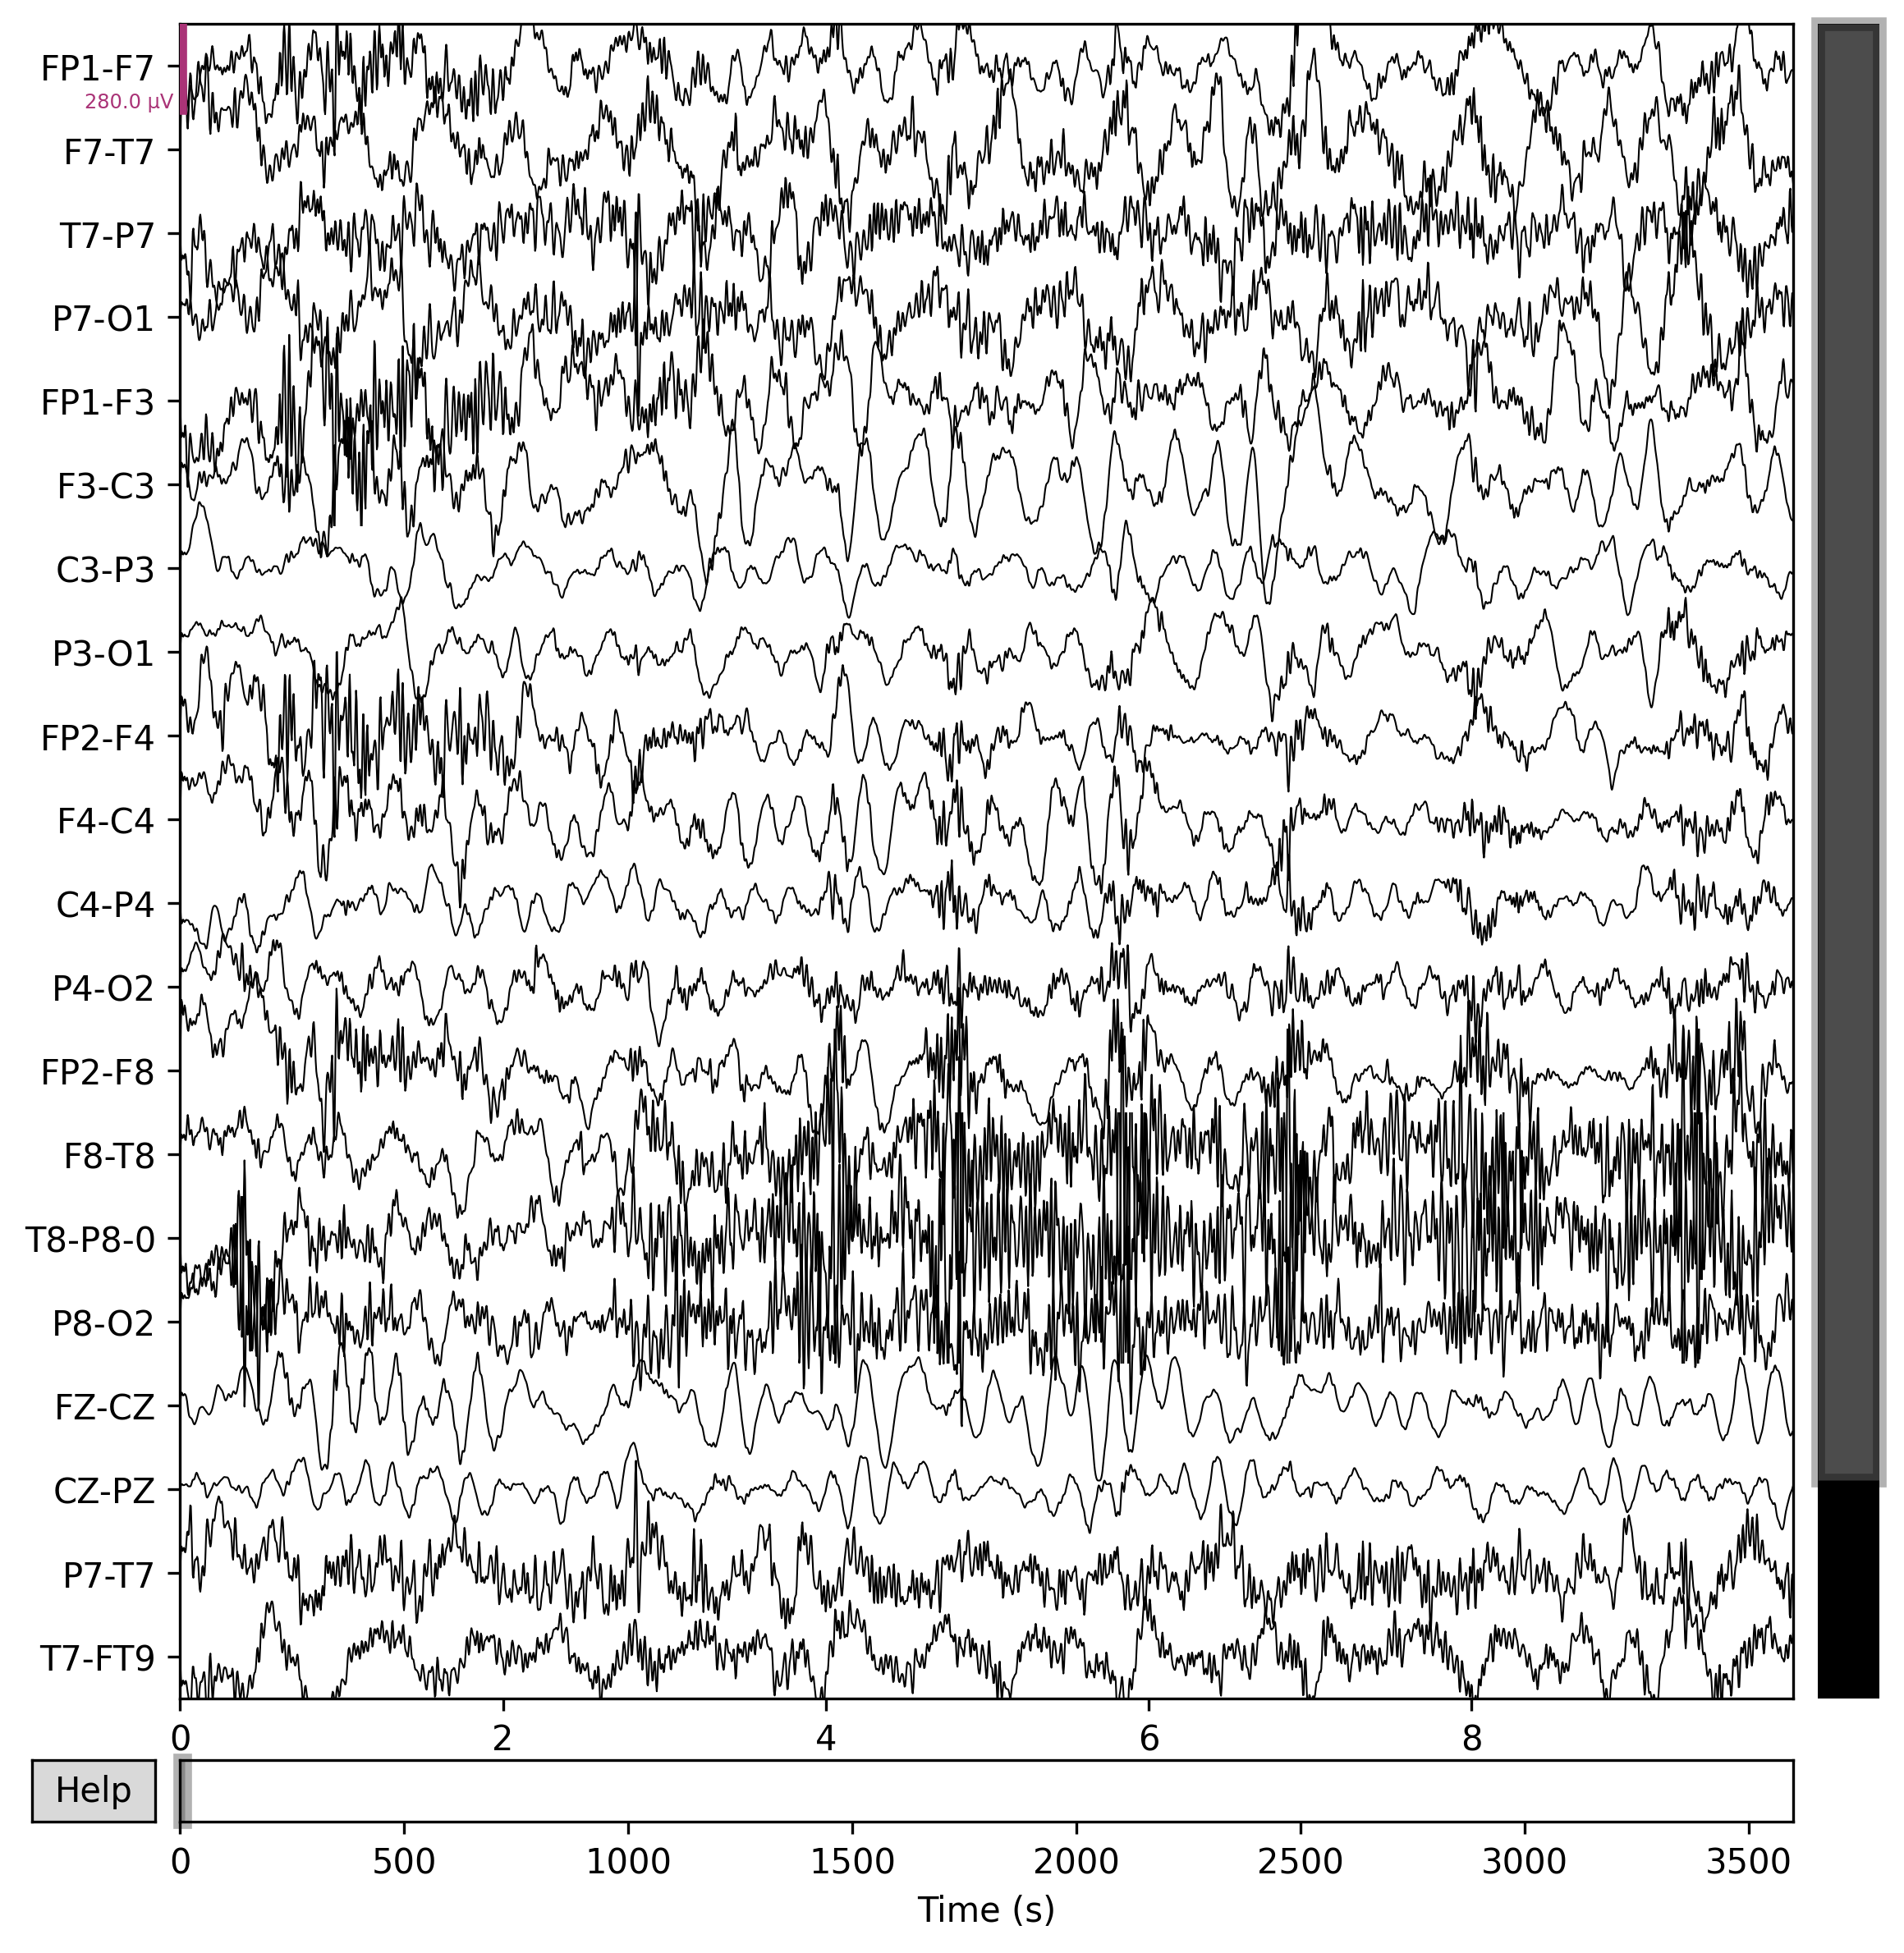 FP1-F7
280.0 µV
F7-T7
T7-P7
P7-O1
FP1-F3
F3-C3
C3-P3
P3-O1
FP2-F4
F4-C4
C4-P4
P4-O2
FP2-F8
F8-T8
T8-P8-0
P8-O2
FZ-CZ
CZ-PZ
P7-T7
T7-FT9
0 2 4 6 8
Help
0 500 1000 1500 2000 2500 3000 3500
Time (s)